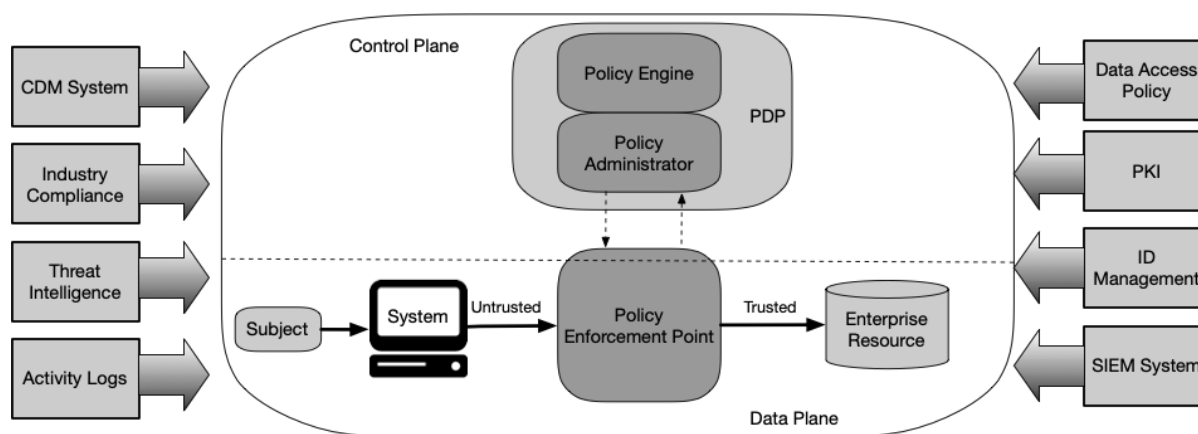 Control Plane
Policy Engine
PDP
Policy
Administrator
CDM System
Industry
Compliance
Threat
Intelligence
Activity Logs
Data Access
Policy
PKI
ID
Management
SIEM System
Subject
System
Untrusted
Policy
Enforcement Point
Trusted
Enterprise
Resource
Data Plane